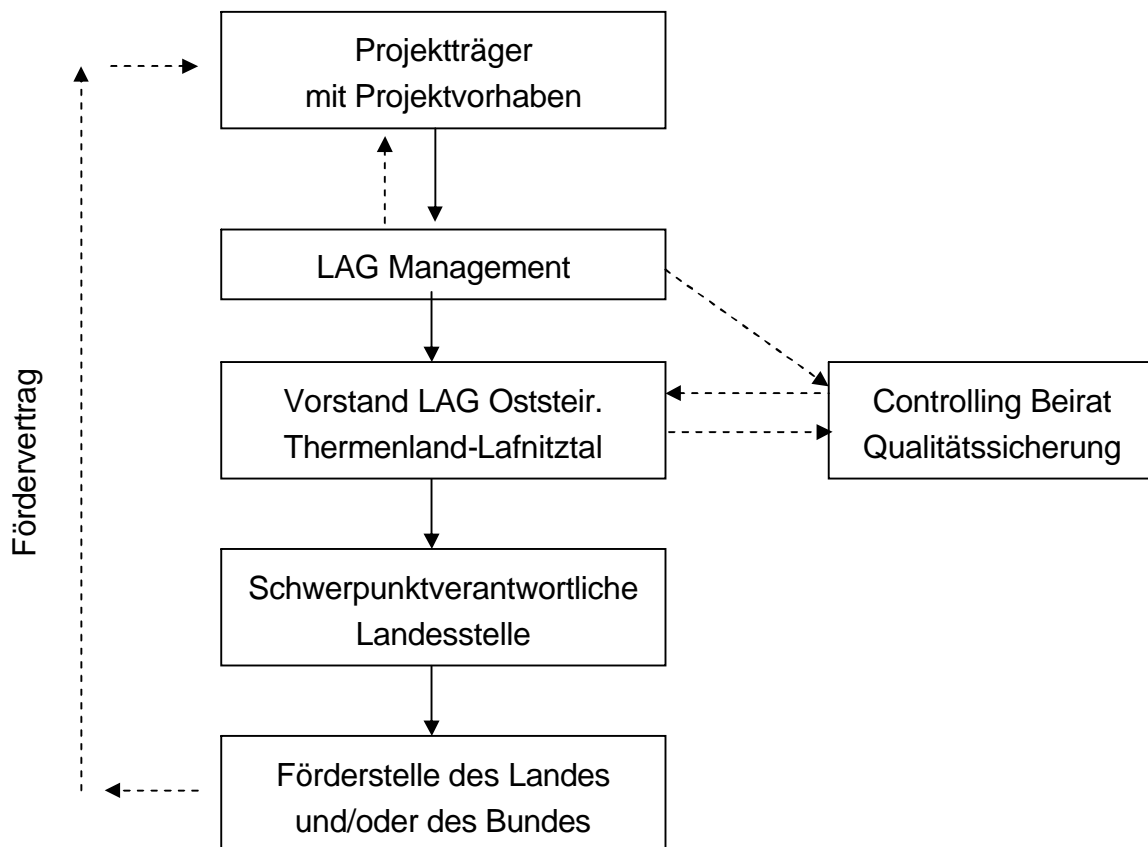 Projektträger
mit Projektvorhaben
LAG Management
Vorstand LAG Oststeir.
Thermenland-Lafnitztal
Controlling Beirat
Qualitätssicherung
Schwerpunktverantwortliche
Landesstelle
Förderstelle des Landes
und/oder des Bundes
Fördervertrag